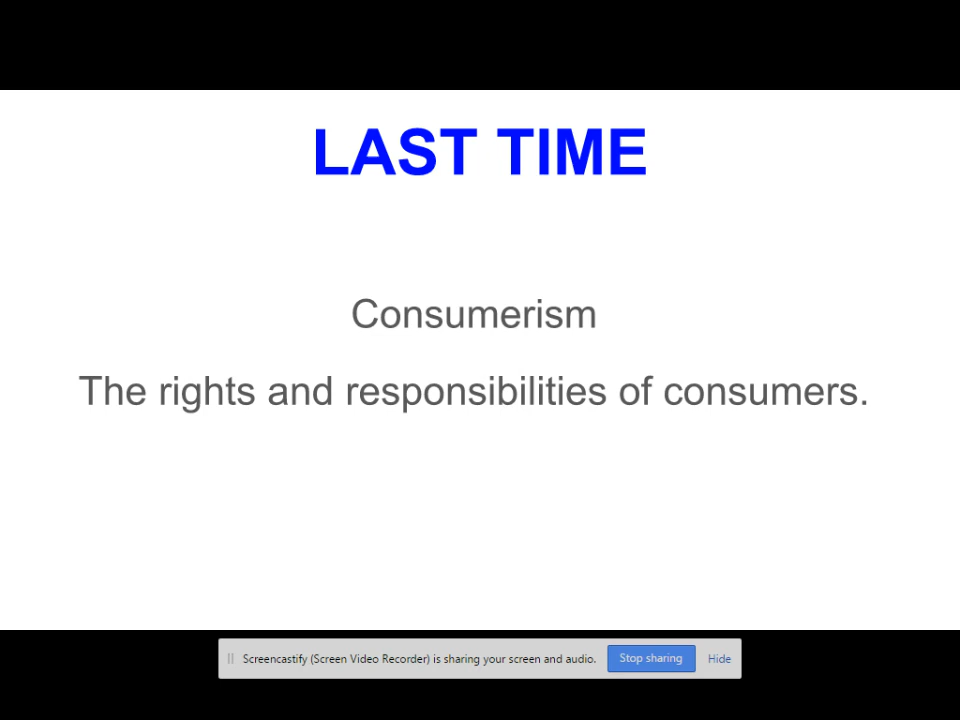 LAST TIME
Consumerism
The rights and responsibilities of consumers.
Screencastify (Screen Video Recorder) is sharing your screen and audio. Stop sharing Hide